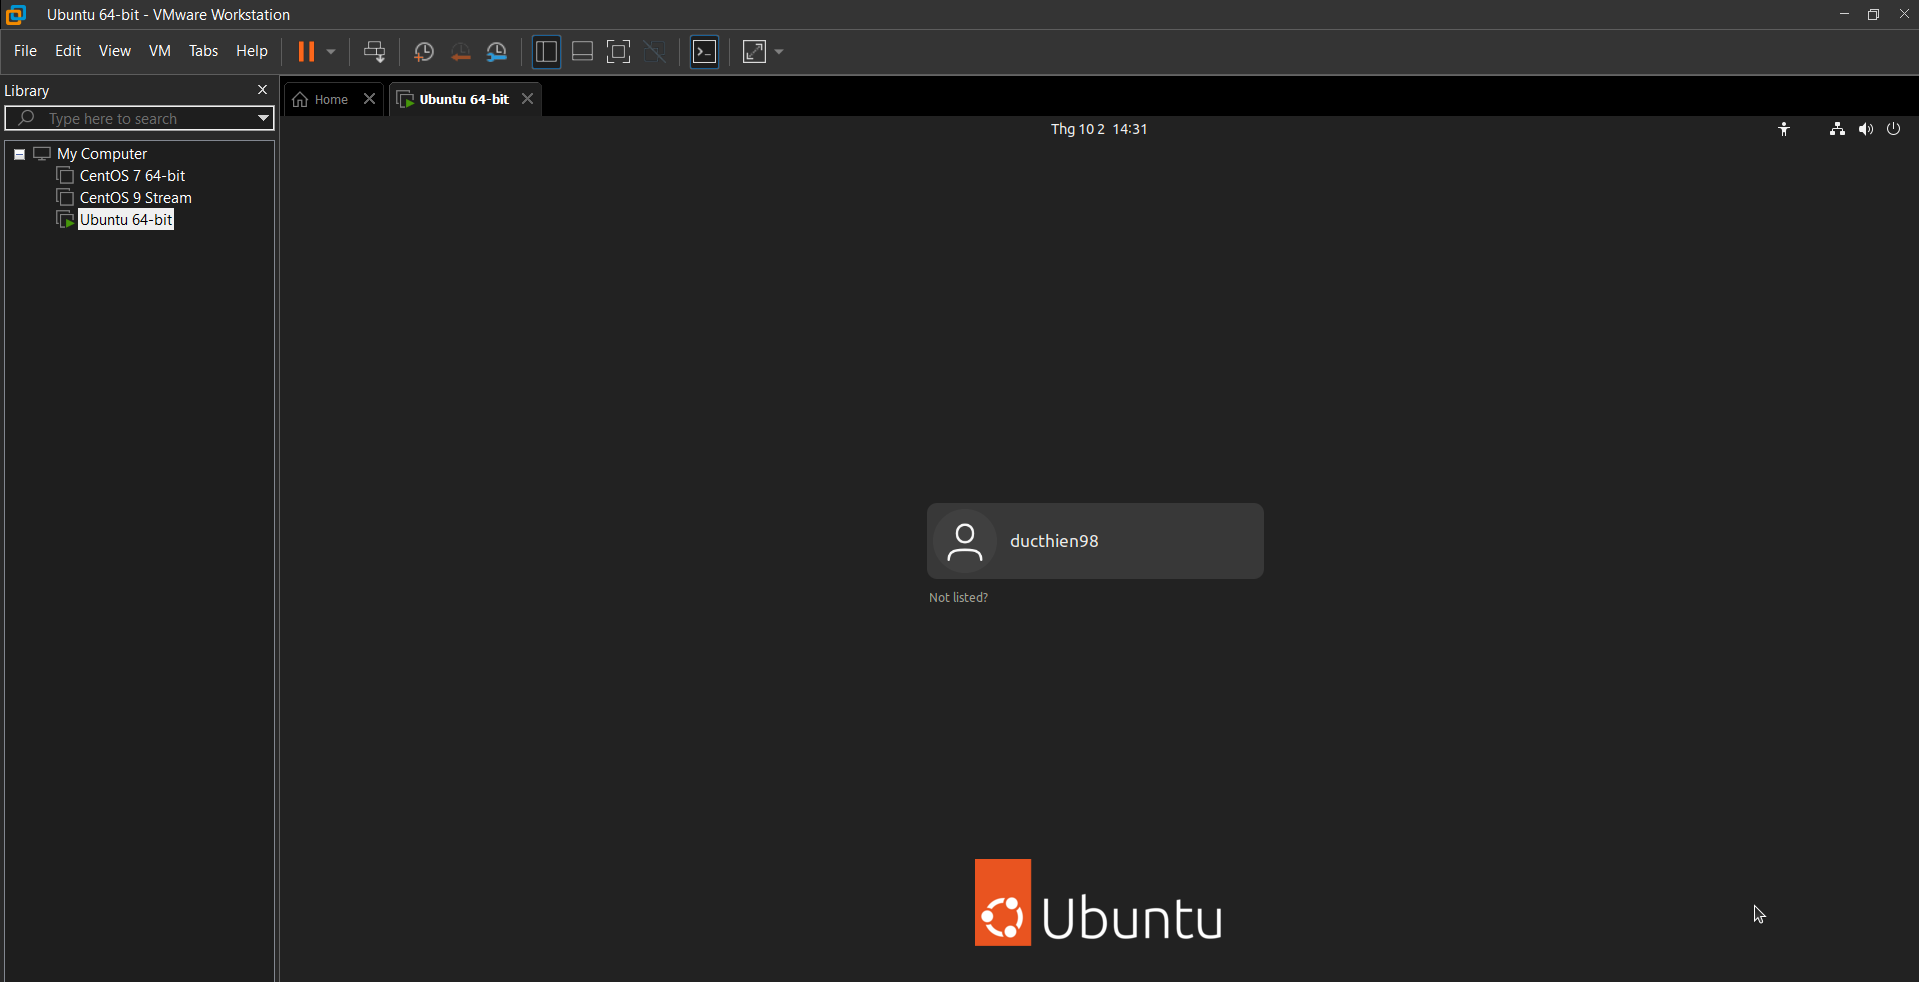 Ubuntu 64-bit - VMware Workstation
File Edit View VM Tabs Help
Library
Home
Ubuntu 64-bit
Type here to search
Thg 10 2 14:31
My Computer
CentOS 7 64-bit
CentOS 9 Stream
Ubuntu 64-bit
ducthien98
Not listed?
Ubuntu